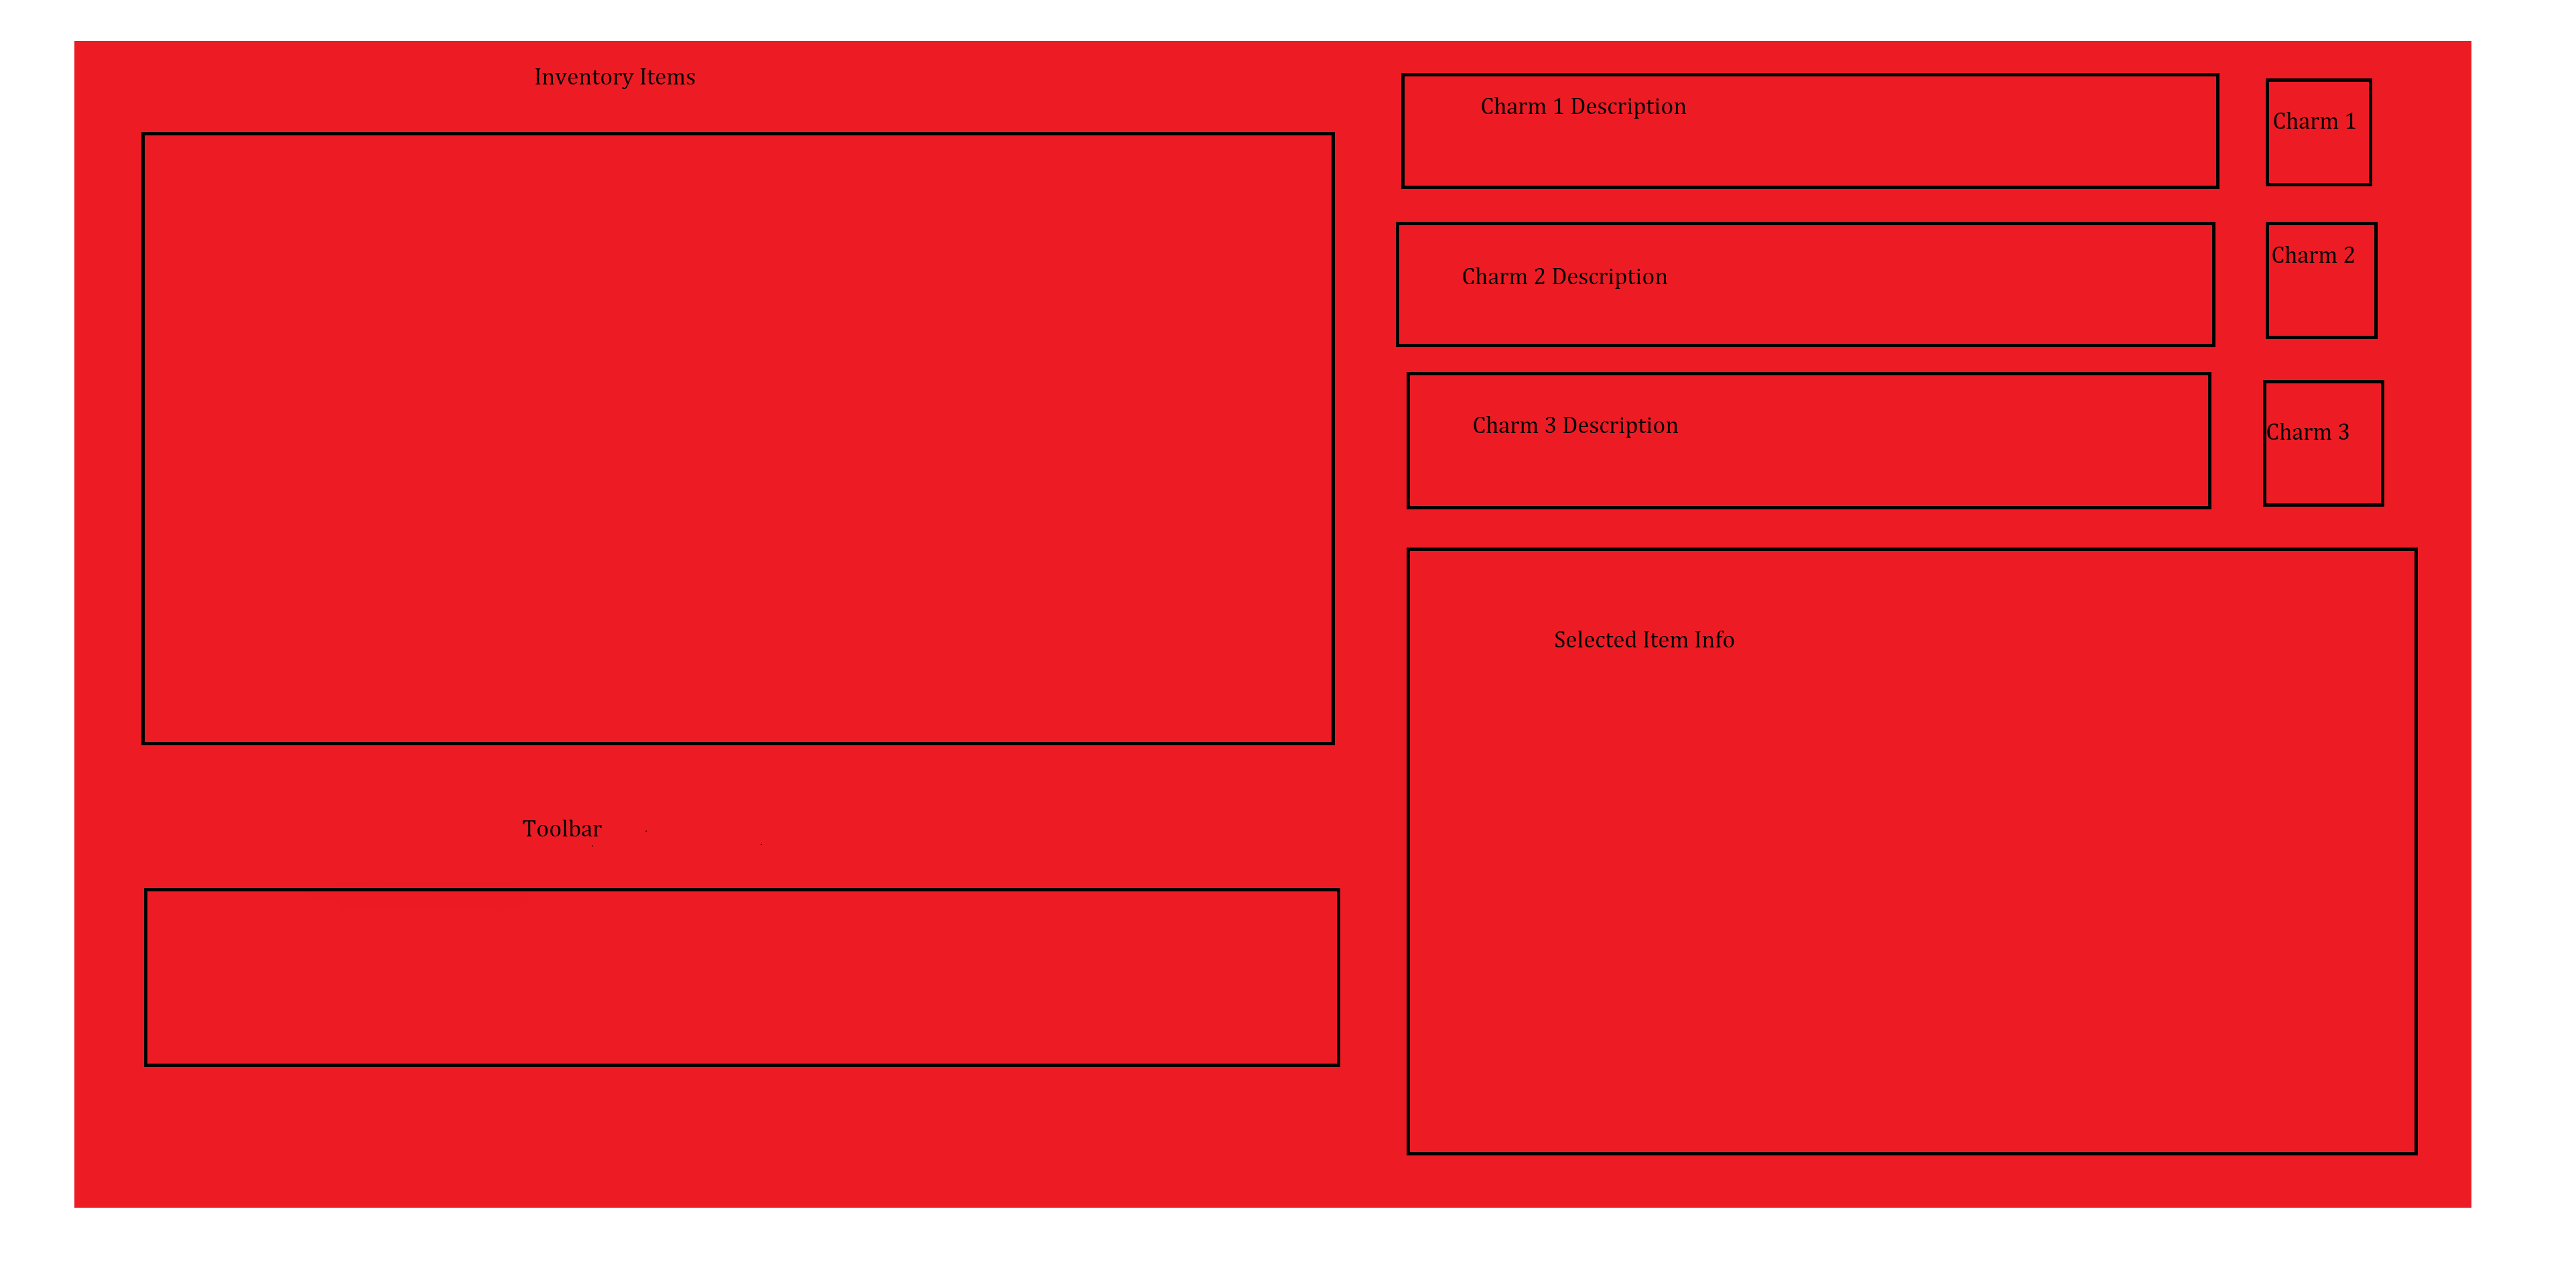 Inventory Items
Toolbar
Charm 1 Description
Charm 1
Charm 2 Description
Charm 2
Charm 3 Description
Charm 3
Selected Item Info